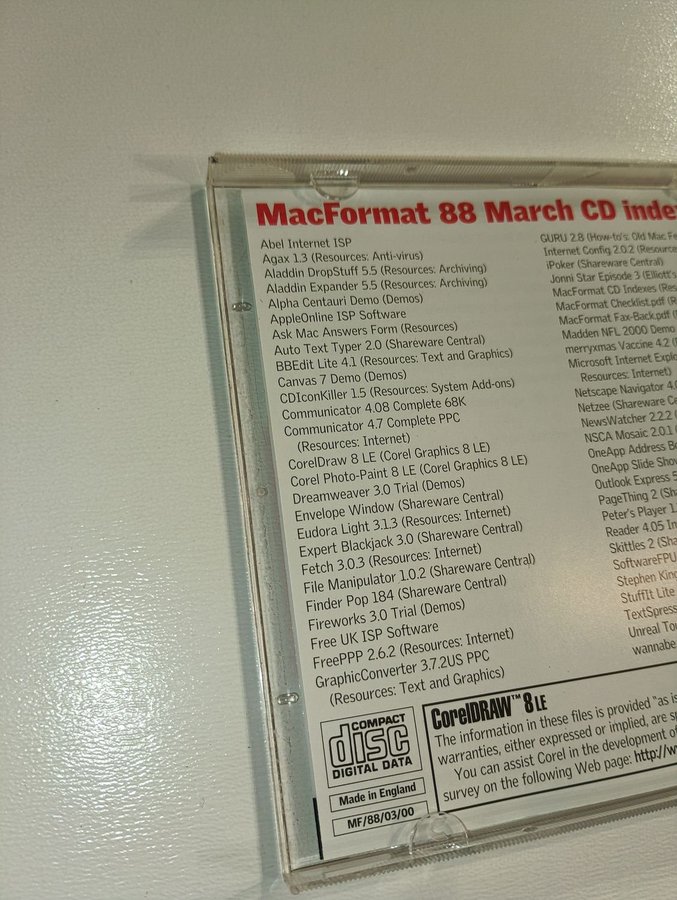 MacFormat 88 March CD inde
Abel Internet ISP
Agax 1.3 (Resources: Anti-virus)
Aladdin DropStuff 5.5 (Resources: Archiving)
Aladdin Expander 5.5 (Resources: Archiving)
Alpha Centauri Demo (Demos)
AppleOnline ISP Software
Ask Mac Answers Form (Resources)
Auto Text Typer 2.0 (Shareware Central)
BBEdit Lite 4.1 (Resources: Text and Graphics)
Canvas 7 Demo (Demos)
CDIconKiller 1.5 (Resources: System Add-ons)
Communicator 4.08 Complete 68K
Communicator 4.7 Complete PPC
(Resources: Internet)
CorelDraw 8 LE (Corel Graphics 8 LE)
Corel Photo-Paint 8 LE (Corel Graphics 8 LE)
Dreamweaver 3.0 Trial (Demos)
Envelope Window (Shareware Central)
Eudora Light 3.1.3 (Resources: Internet)
Expert Blackjack 3.0 (Shareware Central)
Fetch 3.0.3 (Resources: Internet)
File Manipulator 1.0.2 (Shareware Central)
Finder Pop 184 (Shareware Central)
Fireworks 3.0 Trial (Demos)
Free UK ISP Software
FreePPP 2.6.2 (Resources: Internet)
GraphicConverter 3.7.2US PPC
(Resources: Text and Graphics)
GURU 2.8 (How-to's: Old Mac Fe
Internet Config 2.0.2 (Resource
iPoker (Shareware Central)
Jonni Star Episode 3 (Elliott's
MacFormat CD Indexes (Res
MacFormat Checklist.pdf (R
MacFormat Fax-Back.pdf (
Madden NFL 2000 Demo
merryxmas Vaccine 4.2 (
Microsoft Internet Explo
Resources: Internet)
Netscape Navigator 4.0
Netzee (Shareware Ce
NewsWatcher 2.2.2 (
NSCA Mosaic 2.0.1 (
OneApp Address Bo
OneApp Slide Show
Outlook Express 5
PageThing 2 (Sha
Peter's Player 1.
Reader 4.05 In
Skittles 2 (Sha
SoftwareFPU
Stephen King
StuffIt Lite
TextSpress
Unreal Tou
wannabe
COMPACT
disc
DIGITAL DATA
Made in England
MF/88/03/00
CorelDRAW™ 8 LE
The information in these files is provided "as is
warranties, either expressed or implied, are sp
You can assist Corel in the development of
survey on the following Web page: http://w